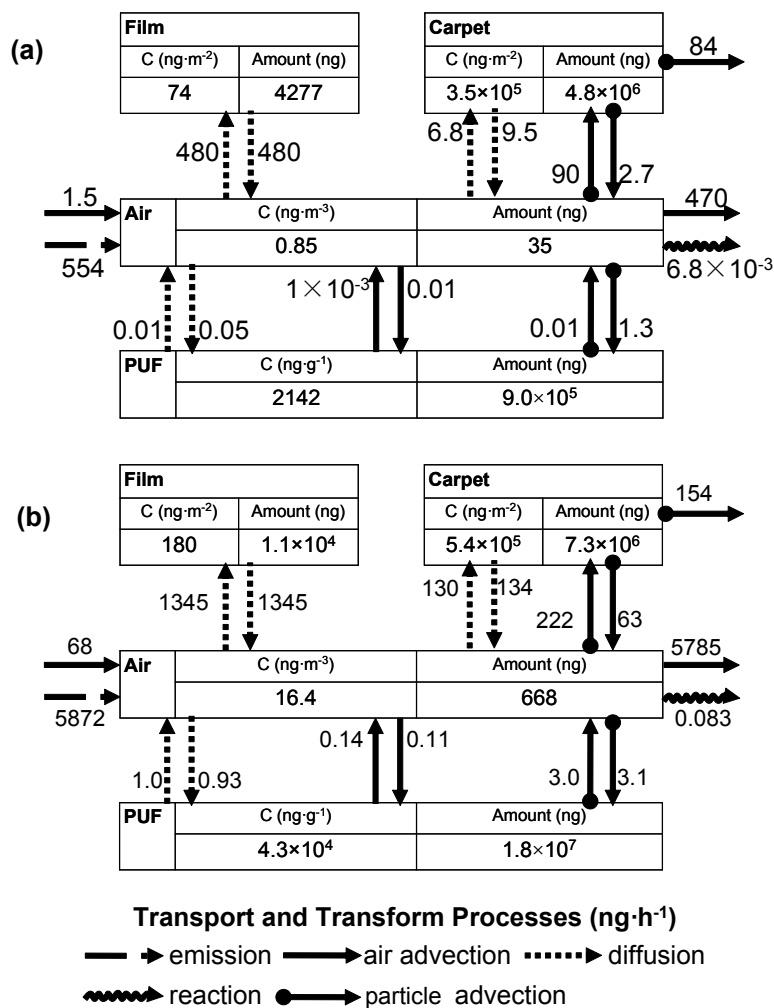 (a)
Film
C (ng·m⁻²) Amount (ng)
74 4277
Carpet
C (ng·m⁻²) Amount (ng)
3.5×10⁵ 4.8×10⁶
84
480 480
6.8 9.5
90 2.7
1.5
554
Air
C (ng·m⁻³) Amount (ng)
0.85 35
470
6.8×10⁻³
0.01 0.05
1×10⁻³ 0.01
0.01 1.3
PUF
C (ng·g⁻¹) Amount (ng)
2142 9.0×10⁵
(b)
Film
C (ng·m⁻²) Amount (ng)
180 1.1×10⁴
Carpet
C (ng·m⁻²) Amount (ng)
5.4×10⁵ 7.3×10⁶
154
1345 1345
130 134
222 63
68
5872
Air
C (ng·m⁻³) Amount (ng)
16.4 668
5785
0.083
1.0 0.93
0.14 0.11
3.0 3.1
PUF
C (ng·g⁻¹) Amount (ng)
4.3×10⁴ 1.8×10⁷
Transport and Transform Processes (ng·h⁻¹)
emission air advection diffusion
reaction particle advection